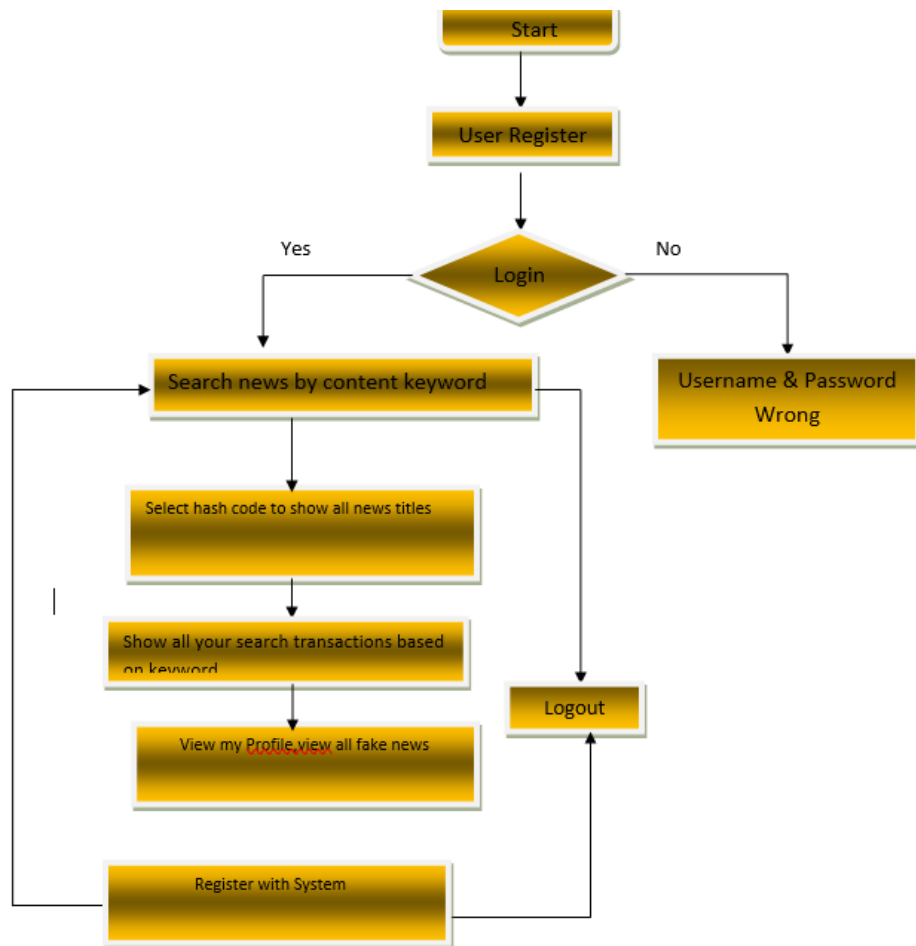 Start
User Register
Yes
No
Login
Search news by content keyword
Username & Password
Wrong
Select hash code to show all news titles
Show all your search transactions based
on keyword
Logout
View my Profile,view all fake news
Register with System